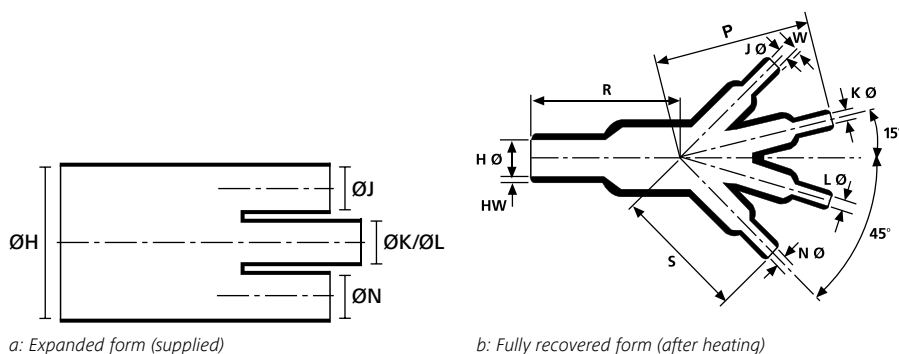 ØH
ØJ
ØK/ØL
ØN
a: Expanded form (supplied)
P
J Ø
W
R
K Ø
15°
H Ø
HW
L Ø
45°
S
N Ø
b: Fully recovered form (after heating)